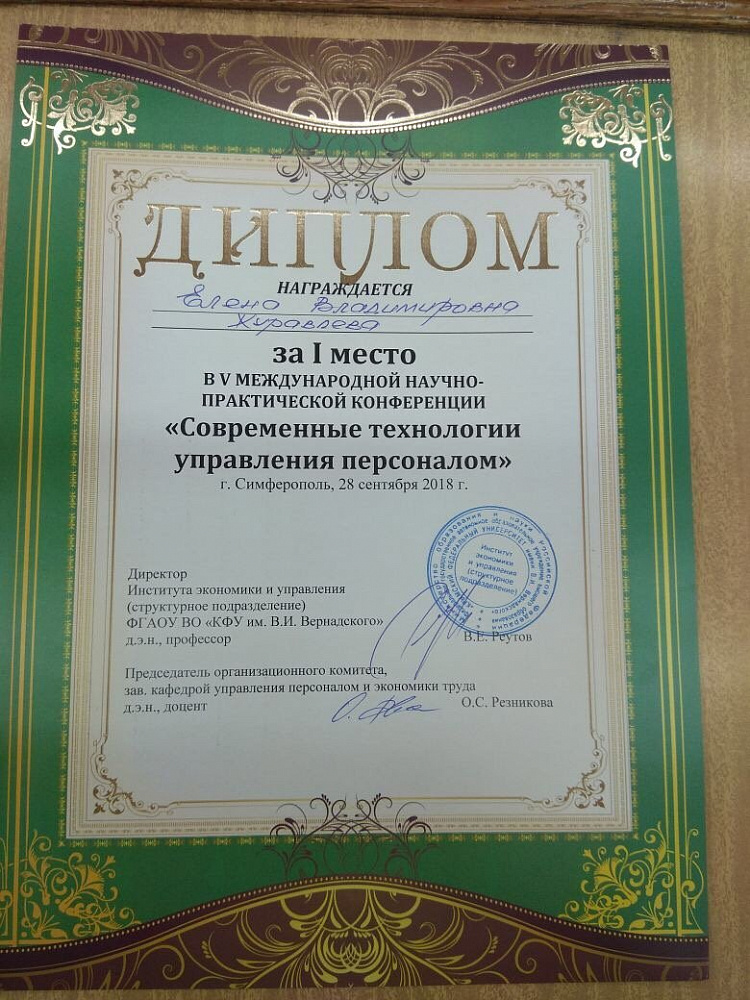 ДИПЛОМ
НАГРАЖДАЕТСЯ
Елена Владимировна
Журавлева
за I место
В V МЕЖДУНАРОДНОЙ НАУЧНО-
ПРАКТИЧЕСКОЙ КОНФЕРЕНЦИИ
«Современные технологии
управления персоналом»
г. Симферополь, 28 сентября 2018 г.
Директор
Института экономики и управления
(структурное подразделение)
ФГАОУ ВО «КФУ им. В.И. Вернадского»
д.э.н., профессор
В.Е. Реутов
Институт
экономики
и управления
(структурное
подразделение)
Председатель организационного комитета,
зав. кафедрой управления персоналом и экономики труда
д.э.н., доцент
О.С. Резникова